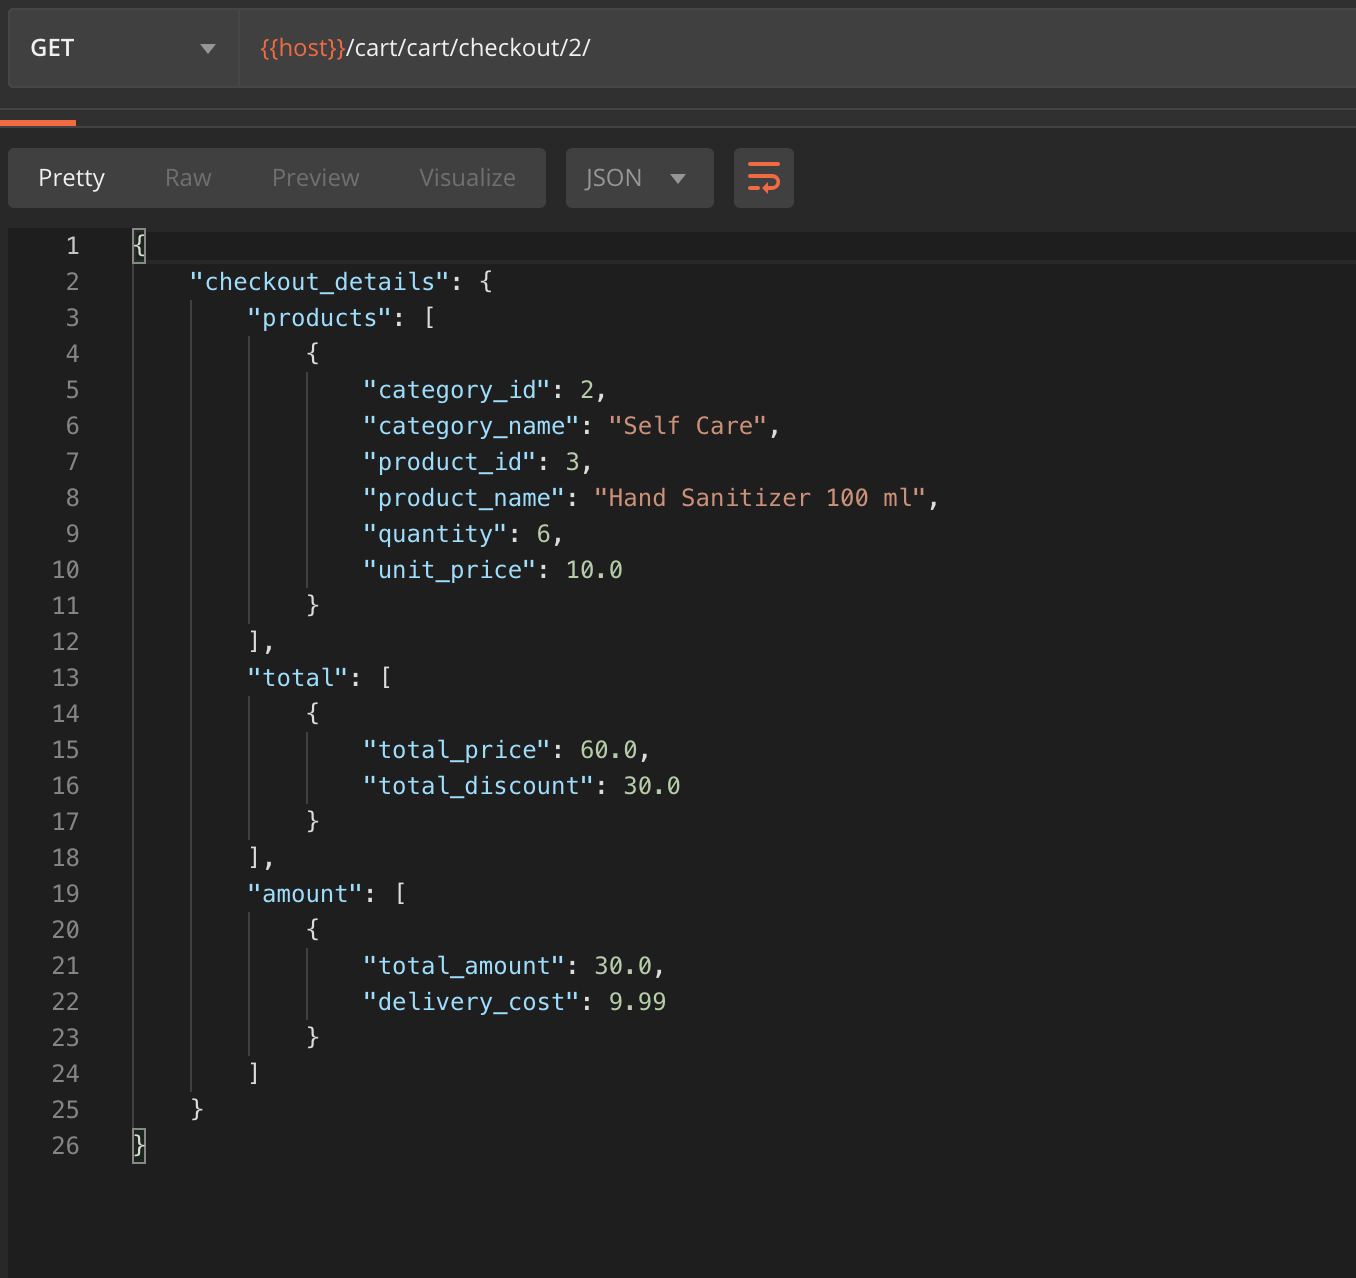 GET {{host}}/cart/cart/checkout/2/
Pretty Raw Preview Visualize JSON
1 {
2 "checkout_details": {
3 "products": [
4 {
5 "category_id": 2,
6 "category_name": "Self Care",
7 "product_id": 3,
8 "product_name": "Hand Sanitizer 100 ml",
9 "quantity": 6,
10 "unit_price": 10.0
11 }
12 ],
13 "total": [
14 {
15 "total_price": 60.0,
16 "total_discount": 30.0
17 }
18 ],
19 "amount": [
20 {
21 "total_amount": 30.0,
22 "delivery_cost": 9.99
23 }
24 ]
25 }
26 }